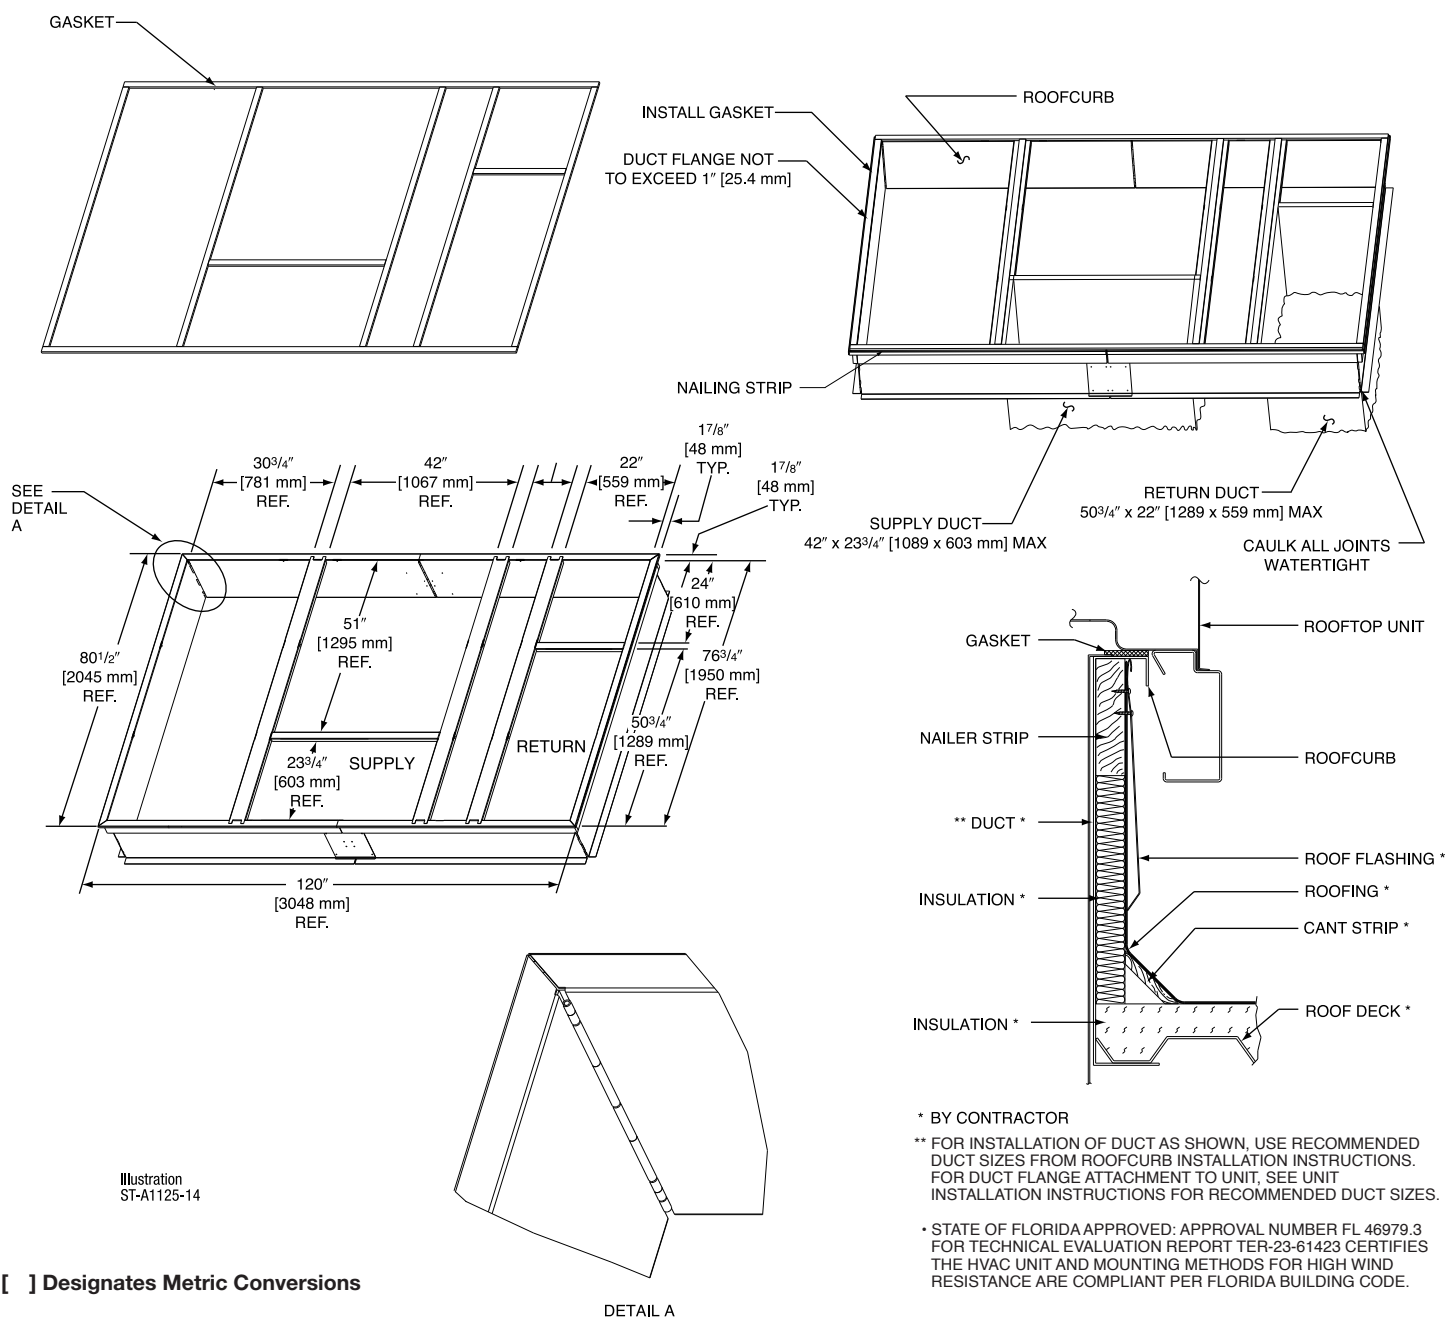 GASKET
ROOFCURB
INSTALL GASKET
DUCT FLANGE NOT
TO EXCEED 1″ [25.4 mm]
NAILING STRIP
SUPPLY DUCT
42″ x 233/4″ [1089 x 603 mm] MAX
RETURN DUCT
503/4″ x 22″ [1289 x 559 mm] MAX
CAULK ALL JOINTS
WATERTIGHT
SEE
DETAIL
A
303/4″
[781 mm]
REF.
42″
[1067 mm]
REF.
22″
[559 mm]
REF.
17/8″
[48 mm]
TYP.
17/8″
[48 mm]
TYP.
24″
[610 mm]
REF.
51″
[1295 mm]
REF.
801/2″
[2045 mm]
REF.
763/4″
[1950 mm]
REF.
503/4″
[1289 mm]
REF.
RETURN
SUPPLY
233/4″
[603 mm]
REF.
120″
[3048 mm]
REF.
GASKET
ROOFTOP UNIT
NAILER STRIP
ROOFCURB
** DUCT *
ROOF FLASHING *
INSULATION *
ROOFING *
CANT STRIP *
INSULATION *
ROOF DECK *
* BY CONTRACTOR
** FOR INSTALLATION OF DUCT AS SHOWN, USE RECOMMENDED
DUCT SIZES FROM ROOFCURB INSTALLATION INSTRUCTIONS.
FOR DUCT FLANGE ATTACHMENT TO UNIT, SEE UNIT
INSTALLATION INSTRUCTIONS FOR RECOMMENDED DUCT SIZES.
• STATE OF FLORIDA APPROVED: APPROVAL NUMBER FL 46979.3
FOR TECHNICAL EVALUATION REPORT TER-23-61423 CERTIFIES
THE HVAC UNIT AND MOUNTING METHODS FOR HIGH WIND
RESISTANCE ARE COMPLIANT PER FLORIDA BUILDING CODE.
Illustration
ST-A1125-14
[ ] Designates Metric Conversions
DETAIL A